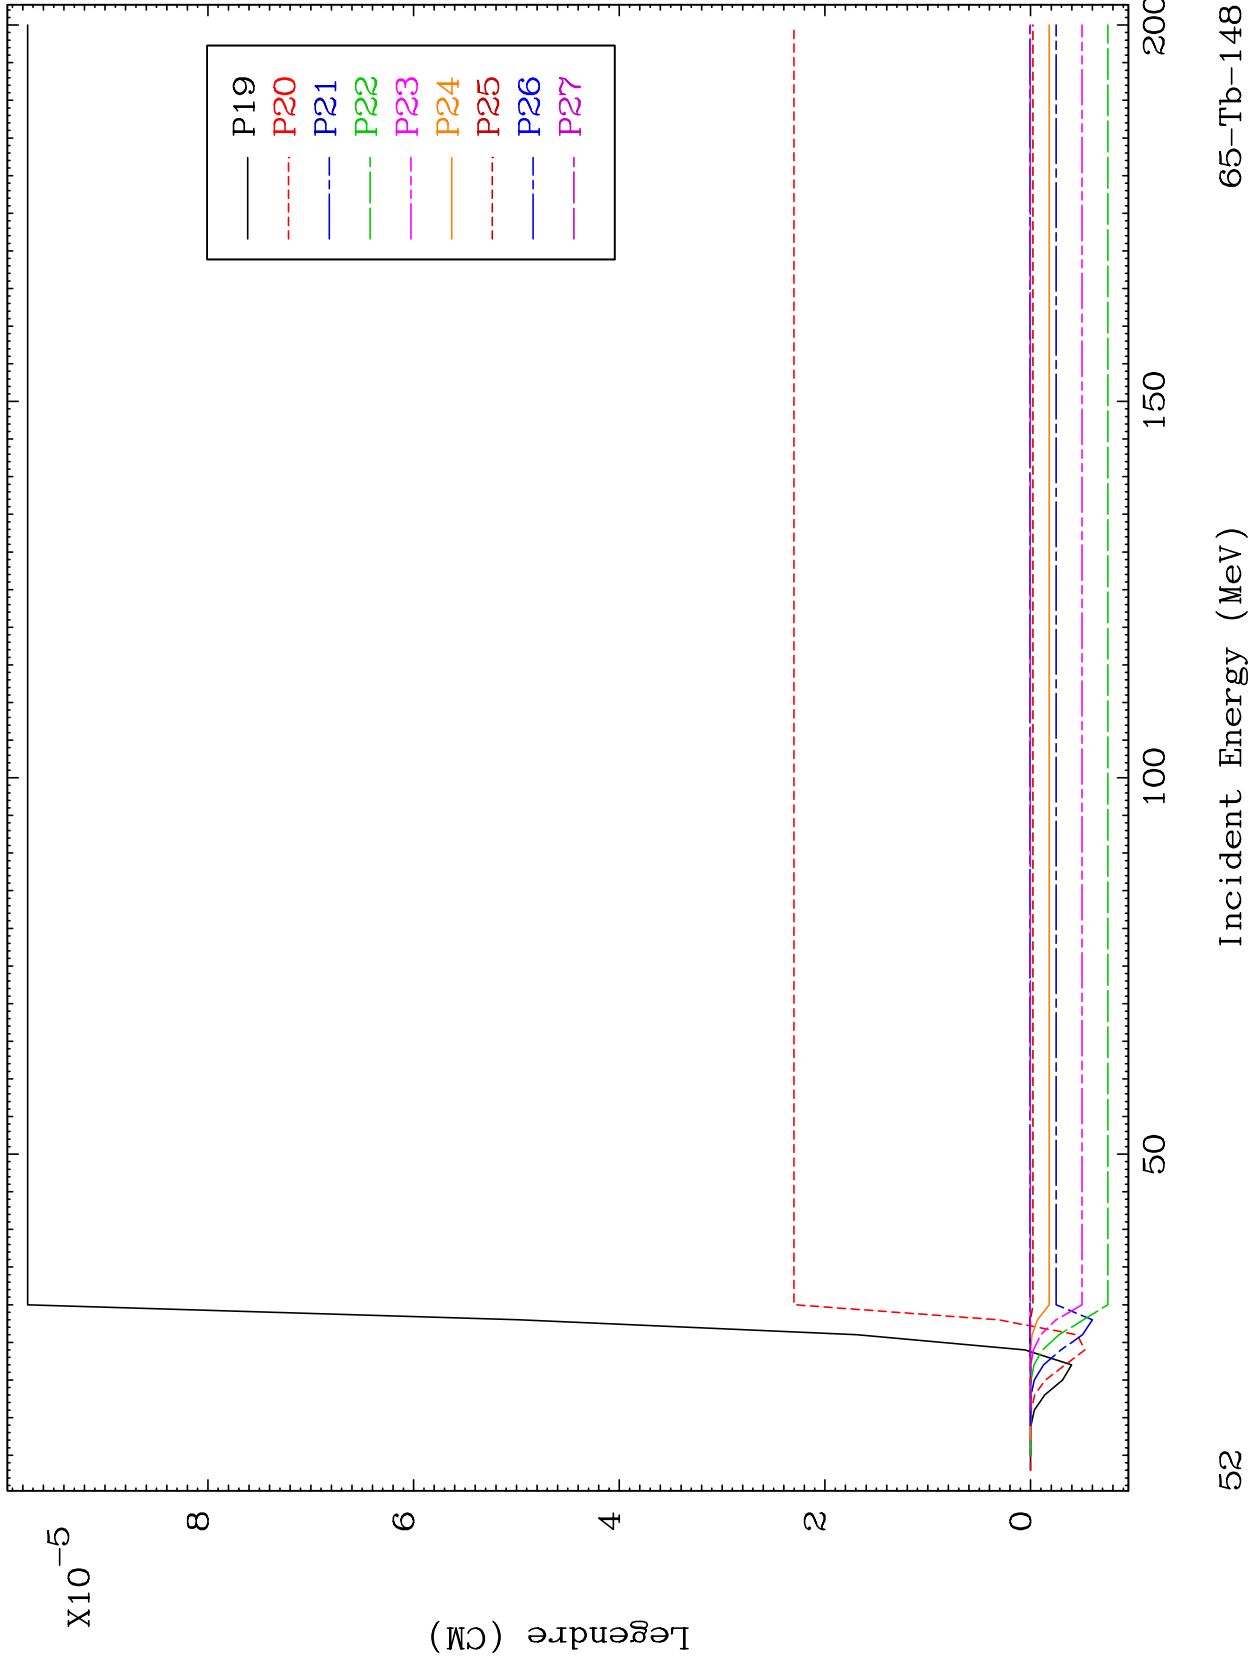 X10-5
Legendre (CM)
8
6
4
2
0
P19
P20
P21
P22
P23
P24
P25
P26
P27
50
100
150
200
52
Incident Energy (MeV)
65-Tb-148